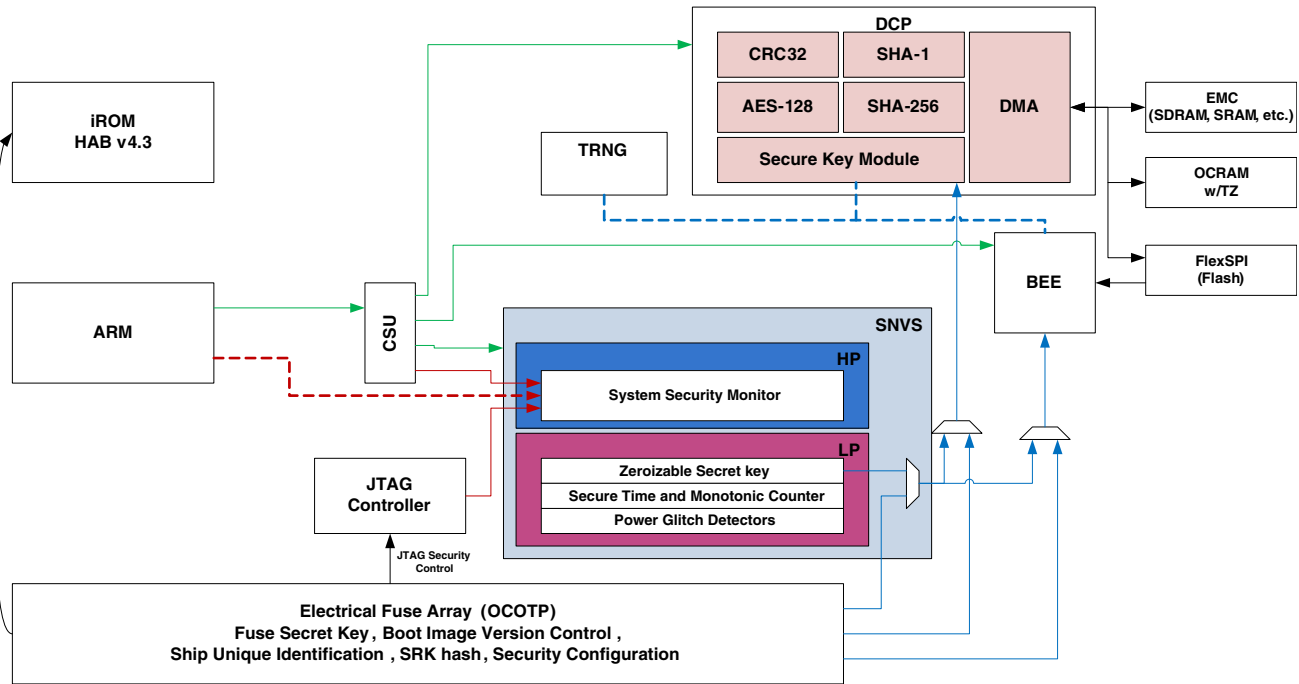 DCP
CRC32
SHA-1
AES-128
SHA-256
DMA
Secure Key Module
iROM
HAB v4.3
TRNG
EMC
(SDRAM, SRAM, etc.)
OCRAM
w/TZ
FlexSPI
(Flash)
BEE
ARM
CSU
SNVS
HP
System Security Monitor
LP
Zeroizable Secret key
Secure Time and Monotonic Counter
Power Glitch Detectors
JTAG
Controller
JTAG Security
Control
Electrical Fuse Array (OCOTP)
Fuse Secret Key , Boot Image Version Control ,
Ship Unique Identification , SRK hash, Security Configuration